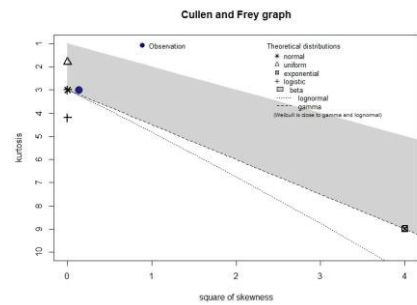 Cullen and Frey graph
Observation
Theoretical distributions
normal
uniform
exponential
logistic
beta
lognormal
gamma
(Weibull is close to gamma and lognormal)
kurtosis
1
2
3
4
5
6
7
8
9
10
0
1
2
3
4
square of skewness